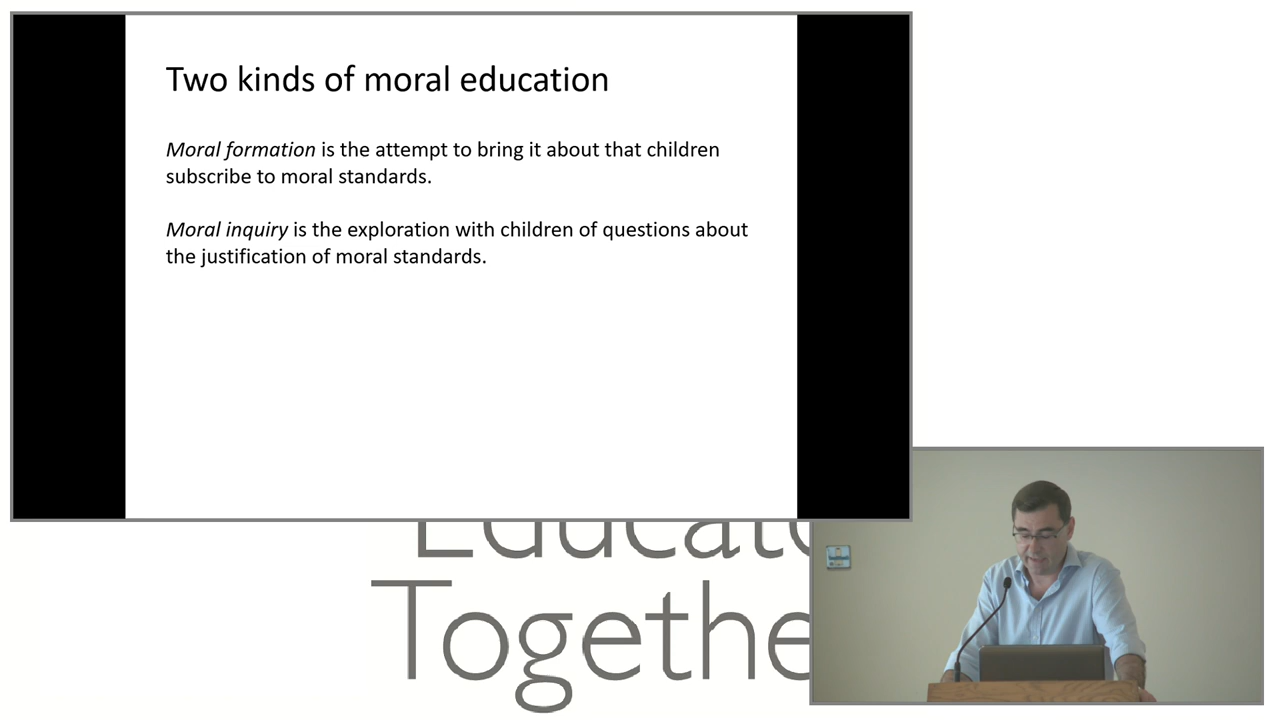 Two kinds of moral education
Moral formation is the attempt to bring it about that children
subscribe to moral standards.
Moral inquiry is the exploration with children of questions about
the justification of moral standards.
Educato
Togethe